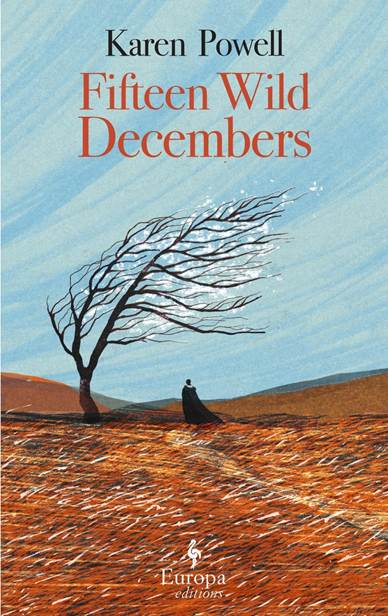 Karen Powell
Fifteen Wild
Decembers
Europa
editions